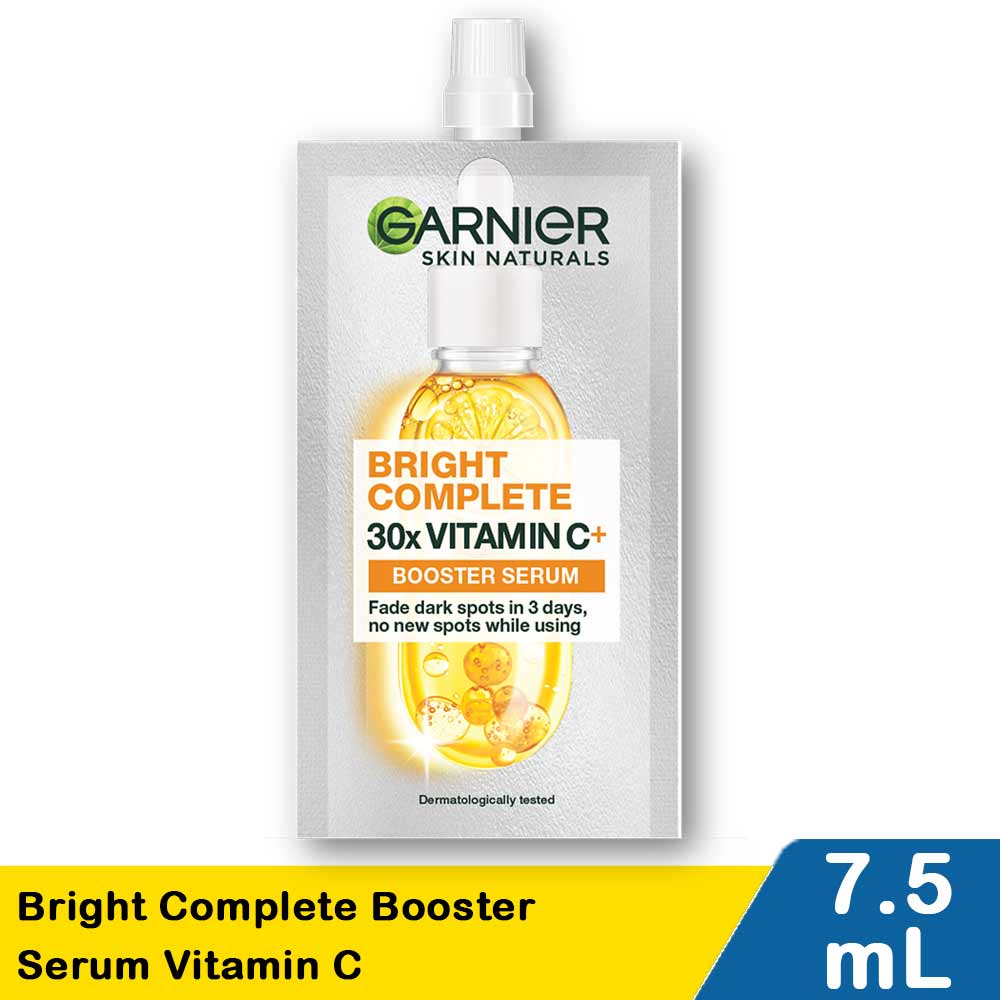 GARNIER
SKIN NATURALS
BRIGHT
COMPLETE
30x VITAMIN C+
BOOSTER SERUM
Fade dark spots in 3 days,
no new spots while using
Dermatologically tested
Bright Complete Booster
Serum Vitamin C
7.5
mL